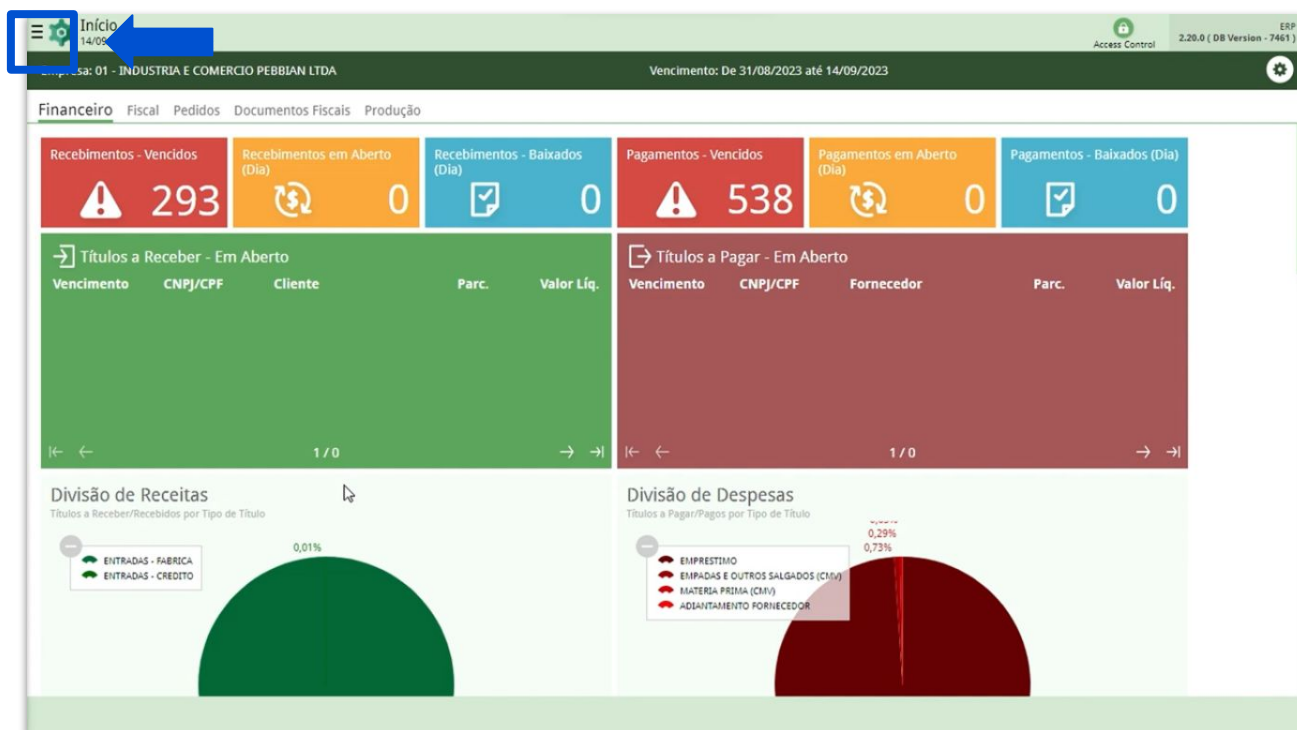 Início
14/09
Access Control
ERP
2.20.0 ( DB Version - 7461 )
Empresa: 01 - INDUSTRIA E COMERCIO PEBBIAN LTDA
Vencimento: De 31/08/2023 até 14/09/2023
Financeiro Fiscal Pedidos Documentos Fiscais Produção
Recebimentos - Vencidos
293
Recebimentos em Aberto
(Dia)
0
Recebimentos - Baixados
(Dia)
0
Pagamentos - Vencidos
538
Pagamentos em Aberto
(Dia)
0
Pagamentos - Baixados (Dia)
0
Títulos a Receber - Em Aberto
Vencimento CNPJ/CPF Cliente Parc. Valor Líq.
1 / 0
Títulos a Pagar - Em Aberto
Vencimento CNPJ/CPF Fornecedor Parc. Valor Líq.
1 / 0
Divisão de Receitas
Títulos a Receber/Recebidos por Tipo de Título
ENTRADAS - FABRICA
ENTRADAS - CREDITO
0,01%
Divisão de Despesas
Títulos a Pagar/Pagos por Tipo de Título
0,29%
0,73%
EMPRESTIMO
EMPADAS E OUTROS SALGADOS (CMV)
MATERIA PRIMA (CMV)
ADIANTAMENTO FORNECEDOR